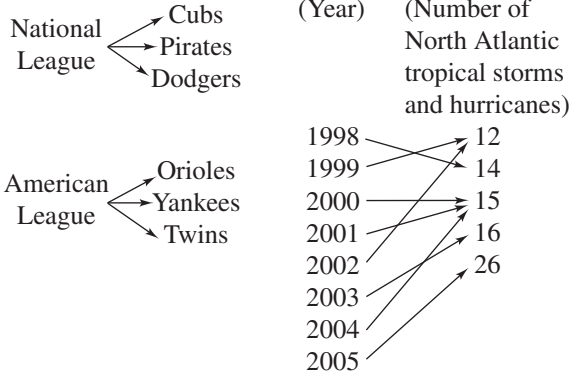 National
League
Cubs
Pirates
Dodgers
American
League
Orioles
Yankees
Twins
(Year)
(Number of
North Atlantic
tropical storms
and hurricanes)
1998
1999
2000
2001
2002
2003
2004
2005
12
14
15
16
26